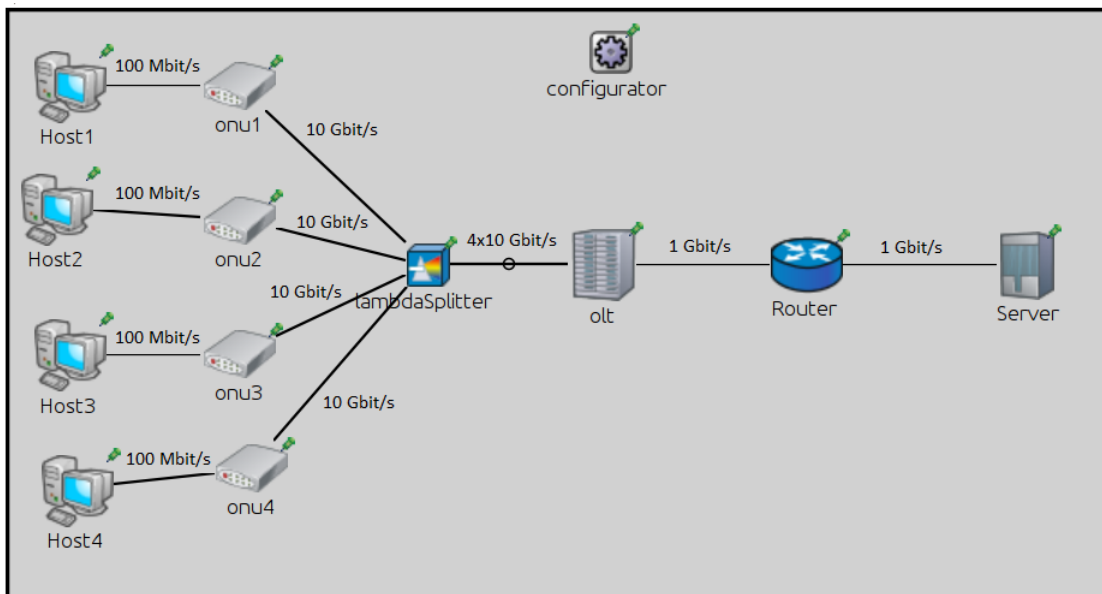 configurator
100 Mbit/s
Host1
onu1
10 Gbit/s
100 Mbit/s
Host2
onu2
10 Gbit/s
4x10 Gbit/s
1 Gbit/s
1 Gbit/s
lambdaSplitter
olt
Router
Server
10 Gbit/s
100 Mbit/s
Host3
onu3
10 Gbit/s
100 Mbit/s
Host4
onu4